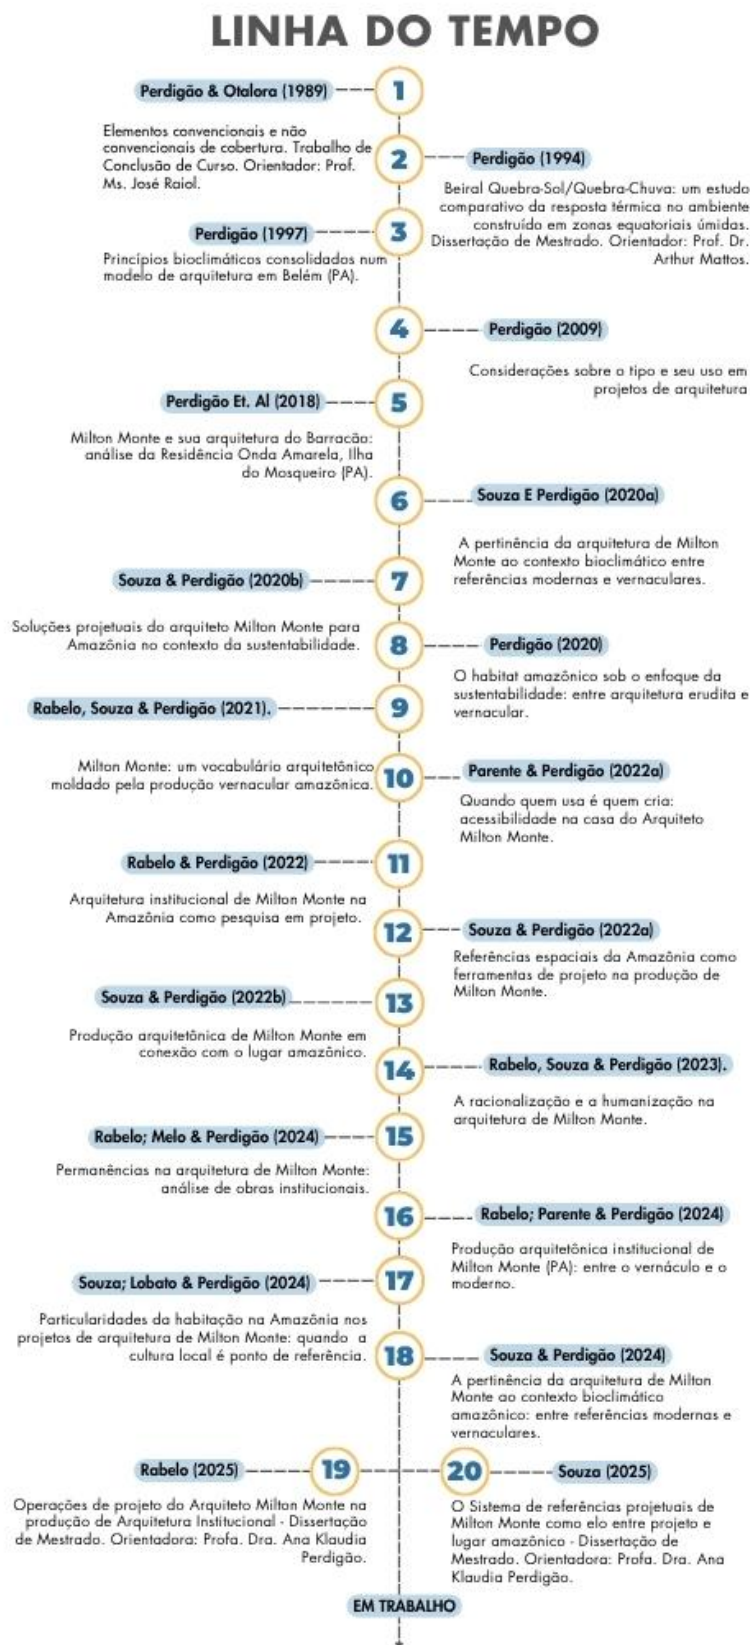 LINHA DO TEMPO
Perdigão & Otalora (1989)
1
Elementos convencionais e não
convencionais de cobertura. Trabalho de
Conclusão de Curso. Orientador: Prof.
Ms. José Raiol.
2
Perdigão (1994)
Beiral Quebra-Sol/Quebra-Chuva: um estudo
comparativo da resposta térmica no ambiente
construído em zonas equatoriais úmidas.
Dissertação de Mestrado. Orientador: Prof. Dr.
Arthur Mattos.
Perdigão (1997)
3
Princípios bioclimáticos consolidados num
modelo de arquitetura em Belém (PA).
4
Perdigão (2009)
Considerações sobre o tipo e seu uso em
projetos de arquitetura
Perdigão Et. Al (2018)
5
Milton Monte e sua arquitetura do Barracão:
análise da Residência Onda Amarela, Ilha
do Mosqueiro (PA).
6
Souza E Perdigão (2020a)
A pertinência da arquitetura de Milton
Monte ao contexto bioclimático entre
referências modernas e vernaculares.
Souza & Perdigão (2020b)
7
Soluções projetuais do arquiteto Milton Monte para
Amazônia no contexto da sustentabilidade.
8
Perdigão (2020)
O habitat amazônico sob o enfoque da
sustentabilidade: entre arquitetura erudita e
vernacular.
Rabelo, Souza & Perdigão (2021).
9
Milton Monte: um vocabulário arquitetônico
moldado pela produção vernacular amazônica.
10
Parente & Perdigão (2022a)
Quando quem usa é quem cria:
acessibilidade na casa do Arquiteto
Milton Monte.
Rabelo & Perdigão (2022)
11
Arquitetura institucional de Milton Monte na
Amazônia como pesquisa em projeto.
12
Souza & Perdigão (2022a)
Referências espaciais da Amazônia como
ferramentas de projeto na produção de
Milton Monte.
Souza & Perdigão (2022b)
13
Produção arquitetônica de Milton Monte em
conexão com o lugar amazônico.
14
Rabelo, Souza & Perdigão (2023).
A racionalização e a humanização na
arquitetura de Milton Monte.
Rabelo; Melo & Perdigão (2024)
15
Permanências na arquitetura de Milton Monte:
análise de obras institucionais.
16
Rabelo; Parente & Perdigão (2024)
Produção arquitetônica institucional de
Milton Monte (PA): entre o vernáculo e o
moderno.
Souza; Lobato & Perdigão (2024)
17
Particularidades da habitação na Amazônia nos
projetos de arquitetura de Milton Monte: quando a
cultura local é ponto de referência.
18
Souza & Perdigão (2024)
A pertinência da arquitetura de Milton
Monte ao contexto bioclimático
amazônico: entre referências modernas e
vernaculares.
Rabelo (2025)
19
Operações de projeto do Arquiteto Milton Monte na
produção de Arquitetura Institucional - Dissertação
de Mestrado. Orientadora: Profa. Dra. Ana Klaudia
Perdigão.
20
Souza (2025)
O Sistema de referências projetuais de
Milton Monte como elo entre projeto e
lugar amazônico - Dissertação de
Mestrado. Orientadora: Profa. Dra. Ana
Klaudia Perdigão.
EM TRABALHO